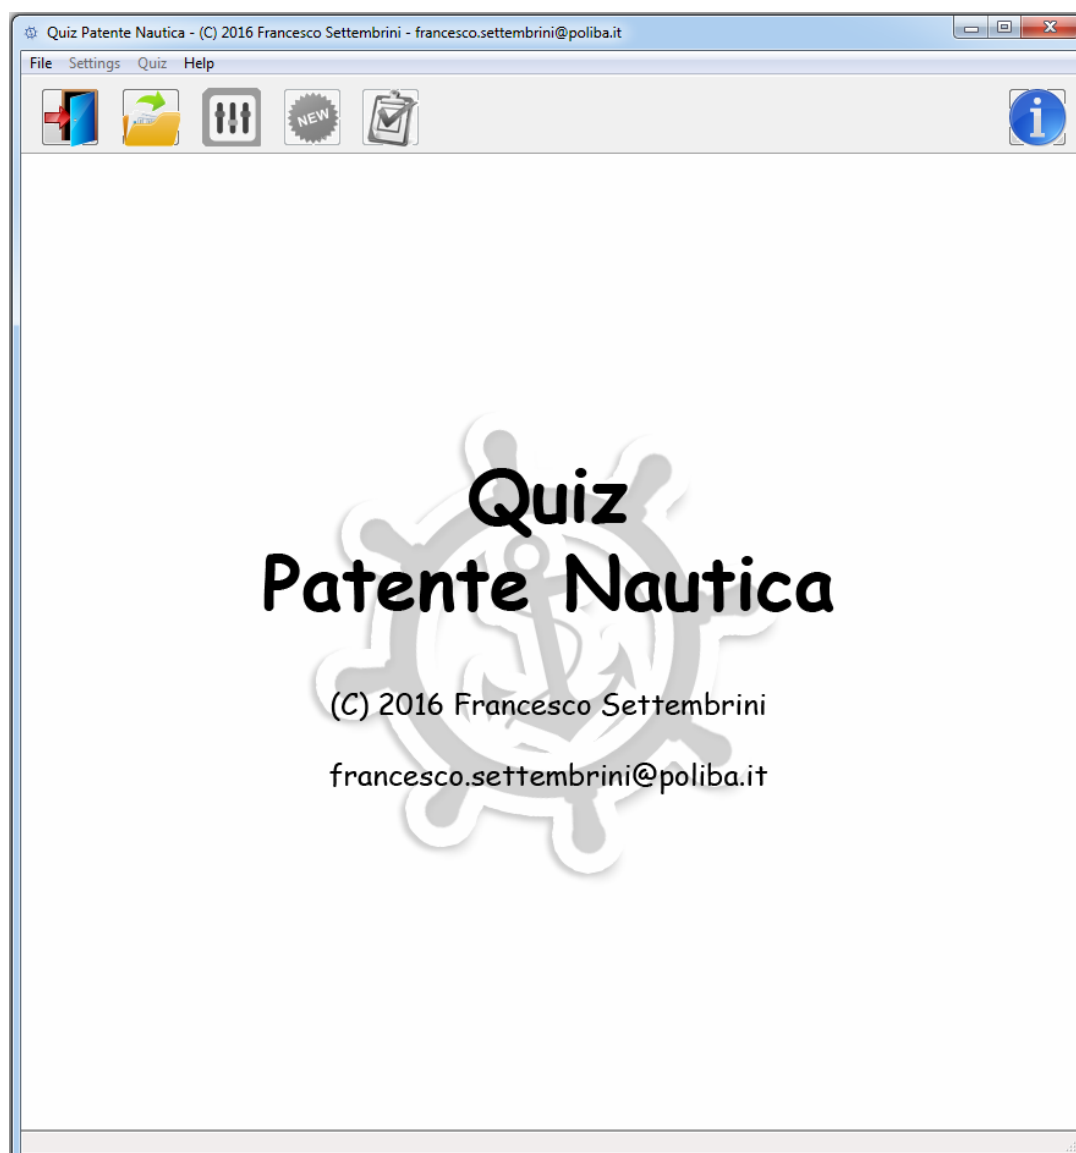 Quiz Patente Nautica - (C) 2016 Francesco Settembrini - francesco.settembrini@poliba.it
File Settings Quiz Help
NEW
Quiz
Patente Nautica
(C) 2016 Francesco Settembrini
francesco.settembrini@poliba.it